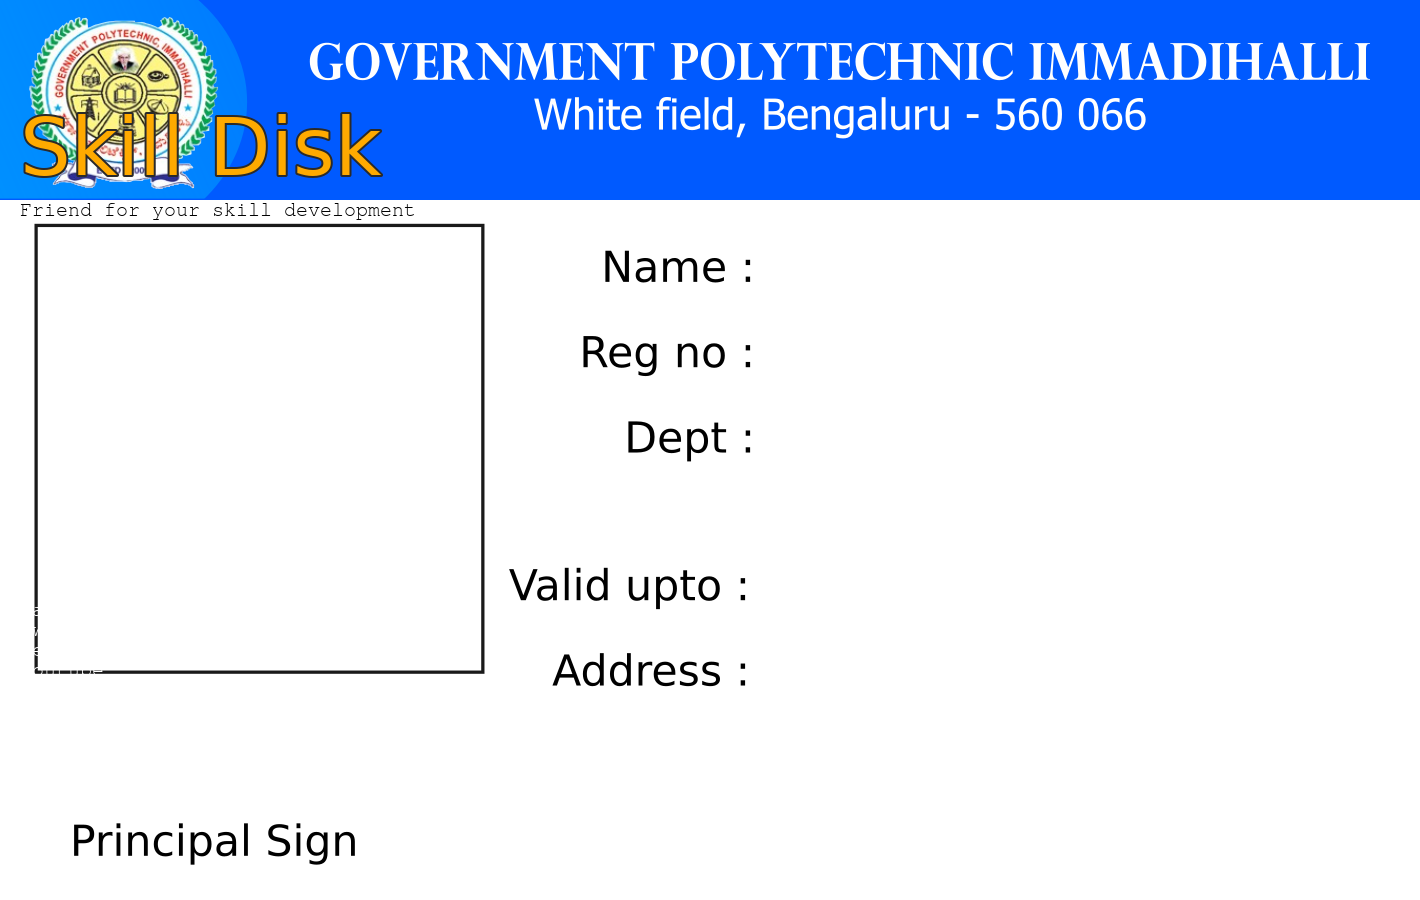 GOVERNMENT POLYTECHNIC IMMADIHALLI
White field, Bengaluru - 560 066
GOVERNMENT POLYTECHNIC, IMMADIHALLI
Skill Disk
Friend for your skill development
Name :
Reg no :
Dept :
Valid upto :
Address :
Principal Sign